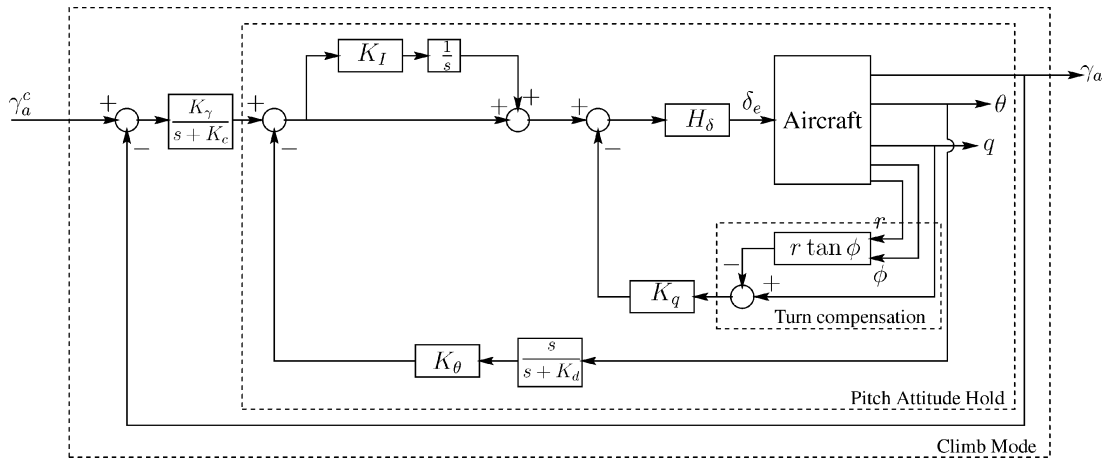 K_I
1/s
γ_a^c
+
−
K_γ/(s + K_c)
+
−
+
+
+
−
H_δ
δ_e
Aircraft
γ_a
θ
q
r
r tan ϕ
ϕ
−
+
K_q
Turn compensation
K_θ
s/(s + K_d)
Pitch Attitude Hold
Climb Mode